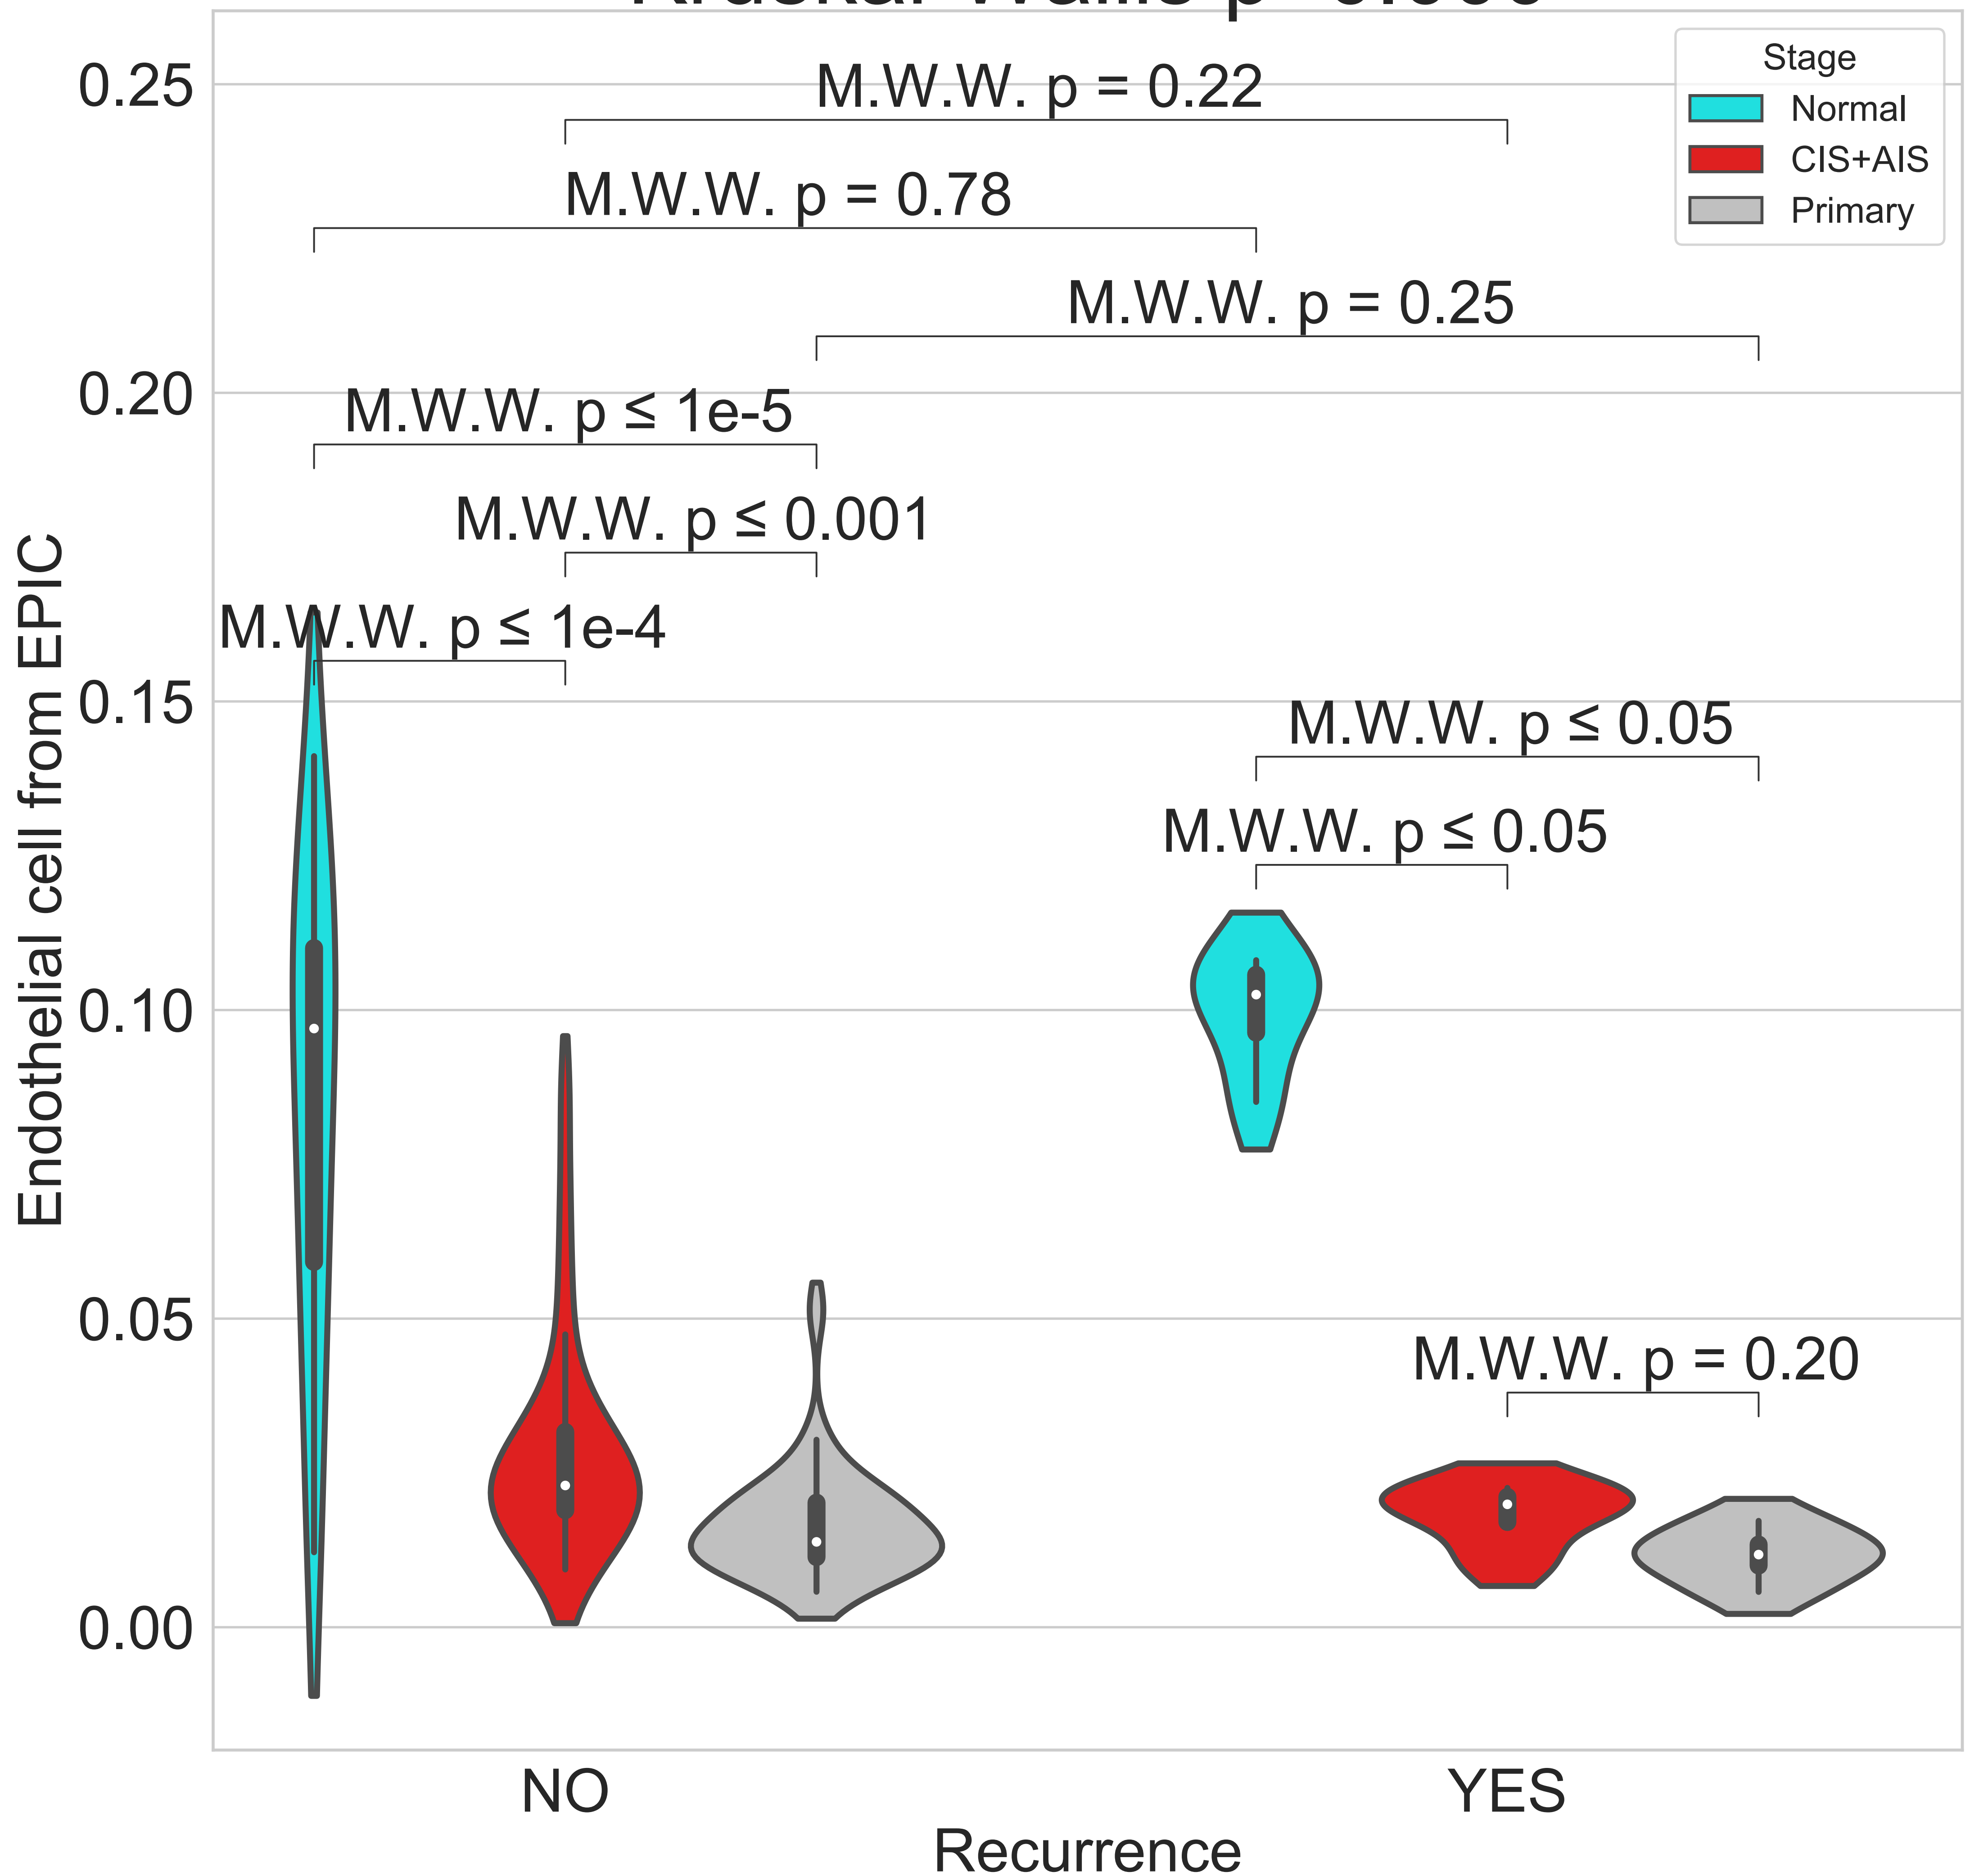 M.W.W. p = 0.22
M.W.W. p = 0.78
M.W.W. p = 0.25
M.W.W. p ≤ 1e-5
M.W.W. p ≤ 0.001
M.W.W. p ≤ 1e-4
M.W.W. p ≤ 0.05
M.W.W. p ≤ 0.05
M.W.W. p = 0.20
Stage
Normal
CIS+AIS
Primary
Endothelial cell from EPIC
0.25
0.20
0.15
0.10
0.05
0.00
NO
YES
Recurrence